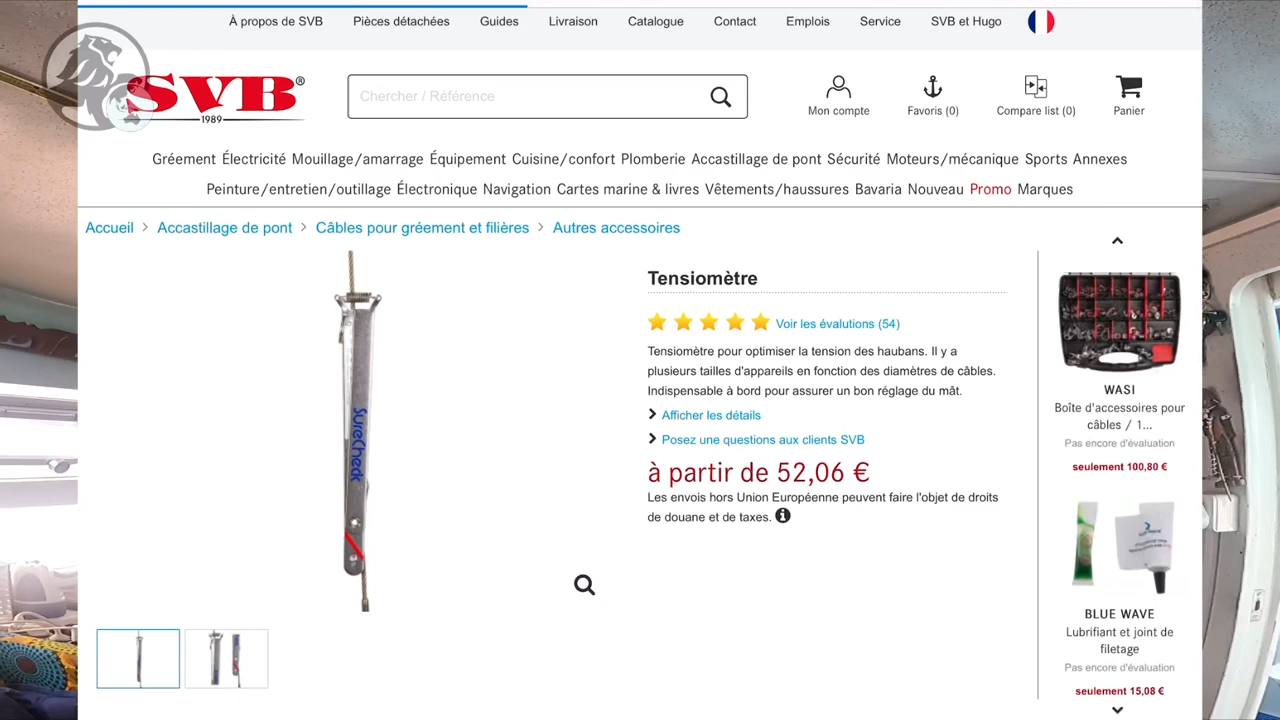 À propos de SVB Pièces détachées Guides Livraison Catalogue Contact Emplois Service SVB et Hugo
SVB®
1989
Chercher / Référence
Mon compte Favoris (0) Compare list (0) Panier
Gréement Électricité Mouillage/amarrage Équipement Cuisine/confort Plomberie Accastillage de pont Sécurité Moteurs/mécanique Sports Annexes
Peinture/entretien/outillage Électronique Navigation Cartes marine & livres Vêtements/haussures Bavaria Nouveau Promo Marques
Accueil > Accastillage de pont > Câbles pour gréement et filières > Autres accessoires
SureCheck
Tensiomètre
Voir les évalutions (54)
Tensiomètre pour optimiser la tension des haubans. Il y a
plusieurs tailles d'appareils en fonction des diamètres de câbles.
Indispensable à bord pour assurer un bon réglage du mât.
Afficher les détails
Posez une questions aux clients SVB
à partir de 52,06 €
Les envois hors Union Européenne peuvent faire l'objet de droits
de douane et de taxes.
WASI
Boîte d'accessoires pour
câbles / 1...
Pas encore d'évaluation
seulement 100,80 €
BLUE WAVE
Lubrifiant et joint de
filetage
Pas encore d'évaluation
seulement 15,08 €